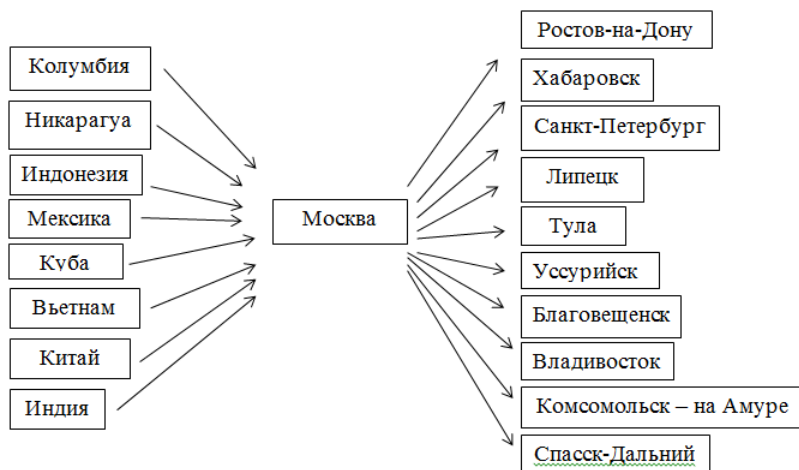 Колумбия
Никарагуа
Индонезия
Мексика
Куба
Вьетнам
Китай
Индия
Москва
Ростов-на-Дону
Хабаровск
Санкт-Петербург
Липецк
Тула
Уссурийск
Благовещенск
Владивосток
Комсомольск – на Амуре
Спасск-Дальний